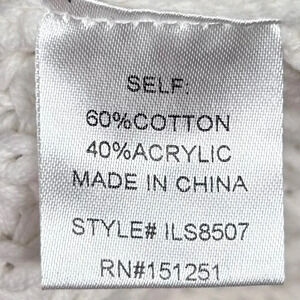 SELF:
60%COTTON
40%ACRYLIC
MADE IN CHINA
STYLE# ILS8507
RN#151251